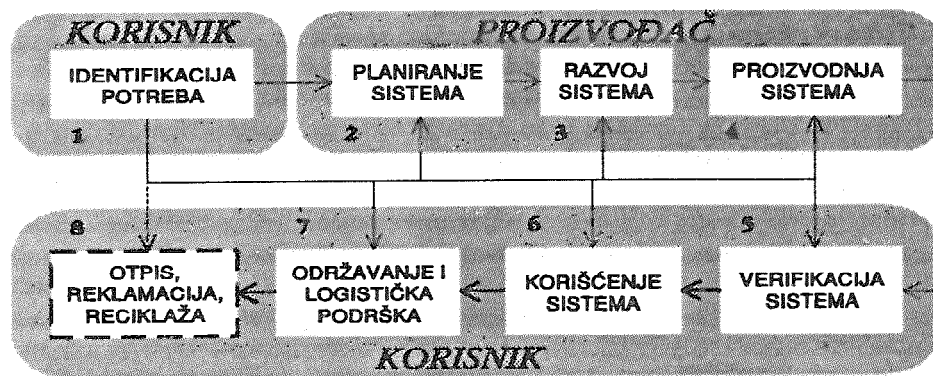 KORISNIK
PROIZVOĐAČ
IDENTIFIKACIJA
POTREBA
PLANIRANJE
SISTEMA
RAZVOJ
SISTEMA
PROIZVODNJA
SISTEMA
1
2
3
4
8
7
6
5
OTPIS,
REKLAMACIJA,
RECIKLAŽA
ODRŽAVANJE I
LOGISTIČKA
PODRŠKA
KORIŠĆENJE
SISTEMA
VERIFIKACIJA
SISTEMA
KORISNIK